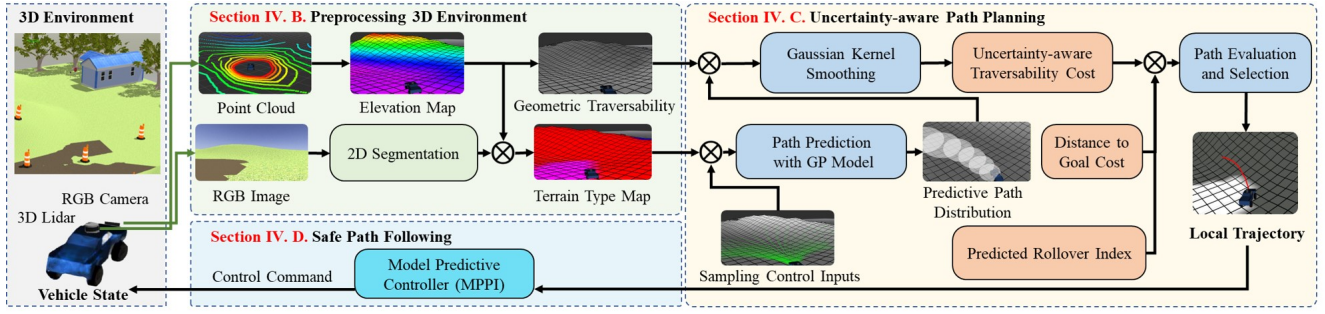 3D Environment
RGB Camera
3D Lidar
Vehicle State
Section IV. B. Preprocessing 3D Environment
Point Cloud
Elevation Map
Geometric Traversability
RGB Image
2D Segmentation
Terrain Type Map
Section IV. D. Safe Path Following
Control Command
Model Predictive
Controller (MPPI)
Section IV. C. Uncertainty-aware Path Planning
Gaussian Kernel
Smoothing
Uncertainty-aware
Traversability Cost
Path Evaluation
and Selection
Path Prediction
with GP Model
Predictive Path
Distribution
Distance to
Goal Cost
Sampling Control Inputs
Predicted Rollover Index
Local Trajectory